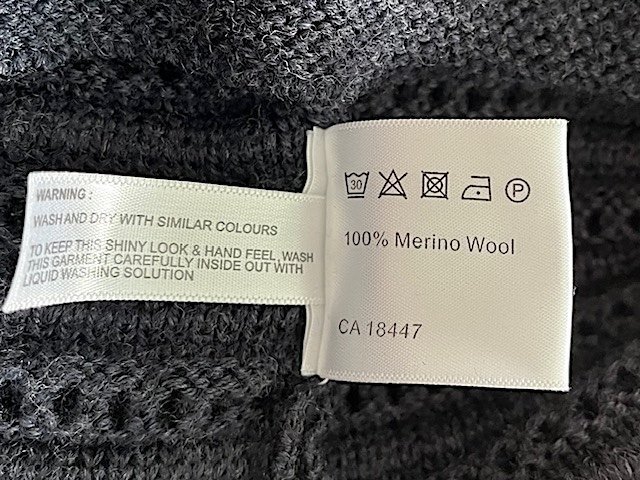 WARNING :
WASH AND DRY WITH SIMILAR COLOURS
TO KEEP THIS SHINY LOOK & HAND FEEL, WASH
THIS GARMENT CAREFULLY INSIDE OUT WITH
LIQUID WASHING SOLUTION
30 P
100% Merino Wool
CA 18447